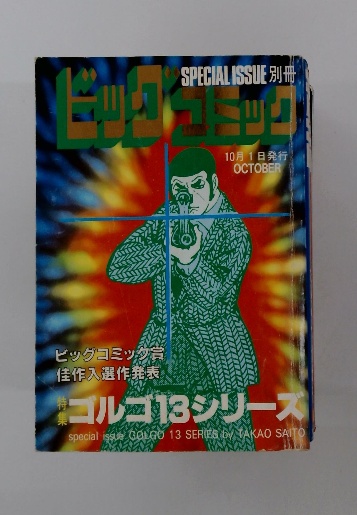 SPECIAL ISSUE 別冊
ビッグコミック
10月1日発行
OCTOBER
ビッグコミック賞
佳作入選作発表
特集 ゴルゴ13シリーズ
special issue GOLGO 13 SERIES by TAKAO SAITO